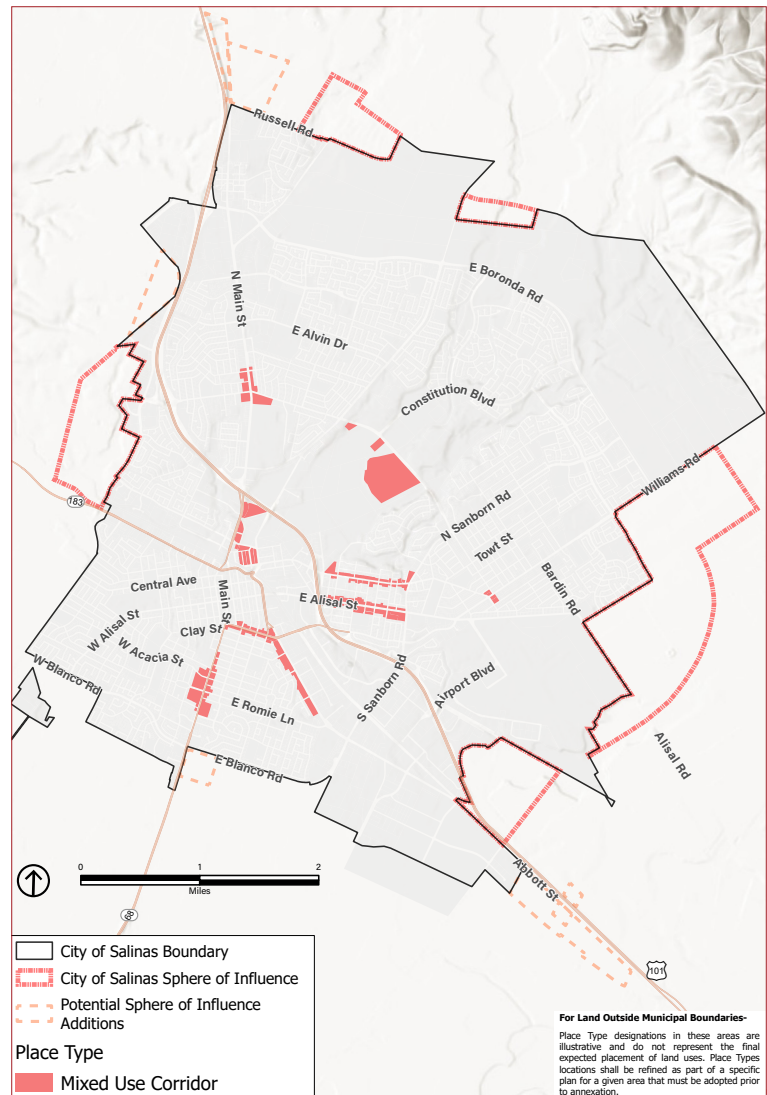 Russell Rd
E Boronda Rd
N Main St
E Alvin Dr
Constitution Blvd
Williams Rd
183
N Sanborn Rd
Towt St
Bardin Rd
Central Ave
Main St
E Alisal St
W Alisal St
Clay St
W Acacia St
W Blanco Rd
S Sanborn Rd
Airport Blvd
E Romie Ln
Alisal Rd
E Blanco Rd
Abbott St
0 1 2
Miles
68
101
City of Salinas Boundary
City of Salinas Sphere of Influence
Potential Sphere of Influence
Additions
Place Type
Mixed Use Corridor
For Land Outside Municipal Boundaries-
Place Type designations in these areas are
illustrative and do not represent the final
expected placement of land uses. Place Types
locations shall be refined as part of a specific
plan for a given area that must be adopted prior
to annexation.